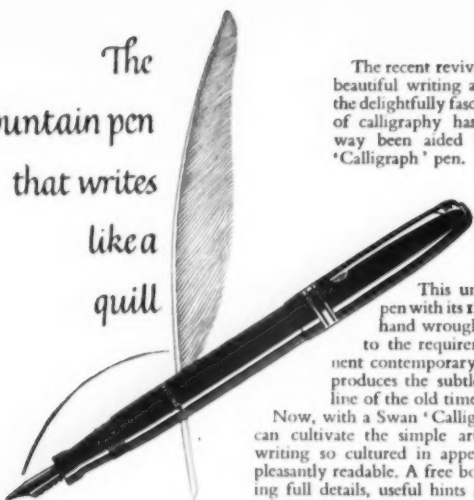 The
ountain pen
that writes
like a
quill
The recent reviv
beautiful writing a
the delightfully fasc
of calligraphy has
way been aided
'Calligraph' pen.
This un
pen with its
hand wrough
to the requiren
nent contemporary
produces the subtle
line of the old time
Now, with a Swan 'Callig
can cultivate the simple ar
writing so cultured in appe
pleasantly readable. A free bo
ing full details, useful hints